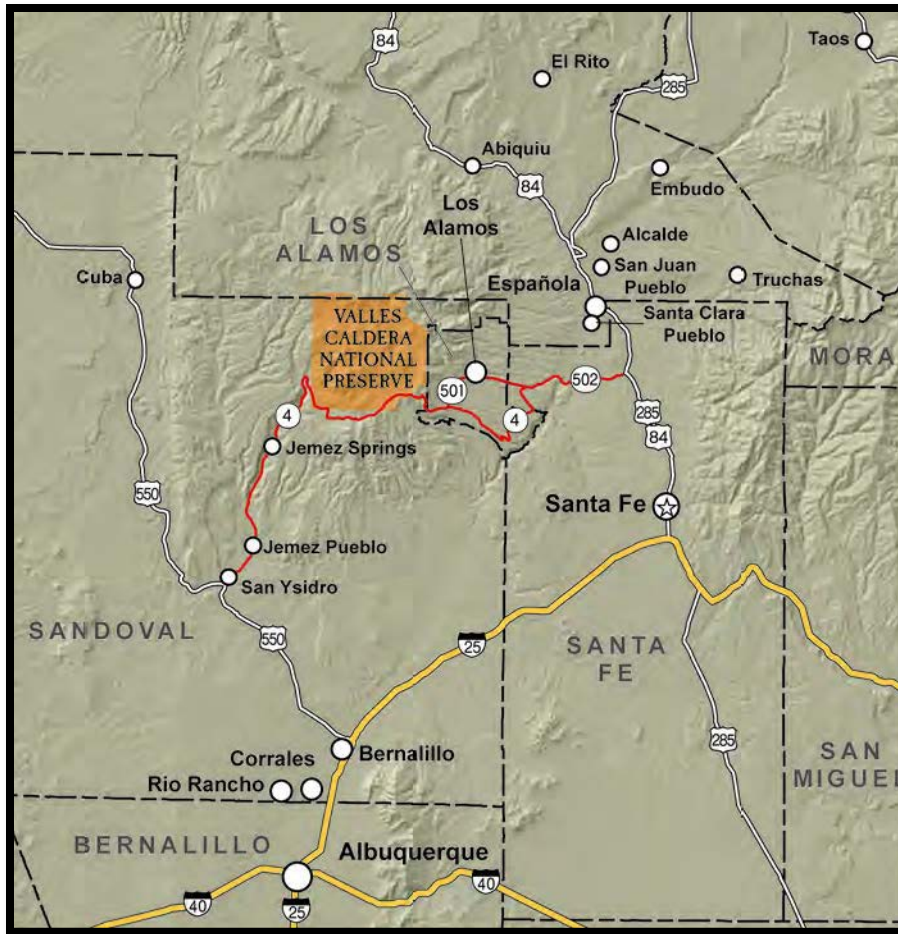 84
Taos
El Rito
285
Abiquiu
84
Embudo
LOS
ALAMOS
Los
Alamos
Alcalde
San Juan
Pueblo
Truchas
Cuba
Española
Santa Clara
Pueblo
VALLES
CALDERA
NATIONAL
PRESERVE
MORA
501
502
4
4
285
84
Jemez Springs
550
Santa Fe
Jemez Pueblo
San Ysidro
SANDOVAL
550
25
SANTA
FE
285
Bernalillo
Corrales
Rio Rancho
SAN
MIGUEL
BERNALILLO
Albuquerque
40
25
40